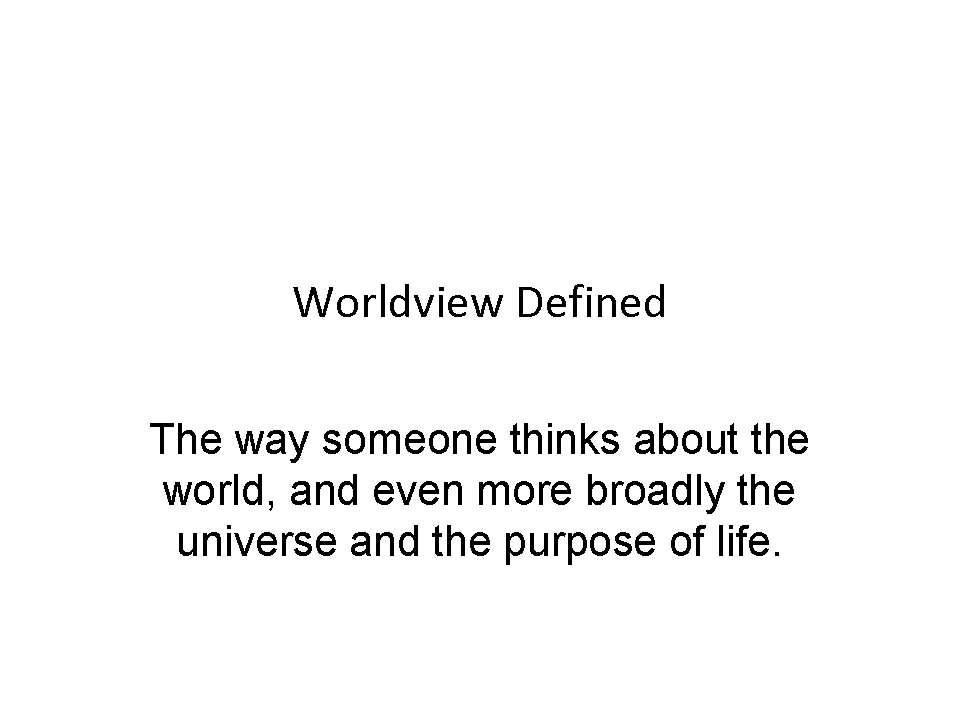 Worldview Defined
The way someone thinks about the
world, and even more broadly the
universe and the purpose of life.